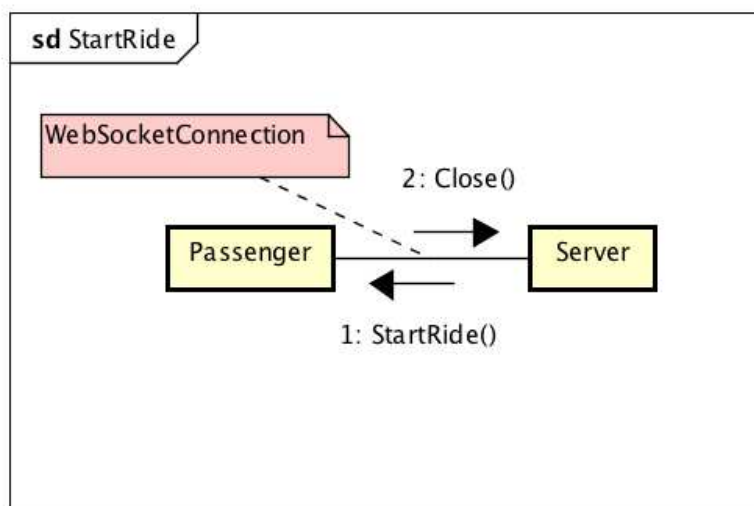 sd StartRide
WebSocketConnection
2: Close()
Passenger
Server
1: StartRide()